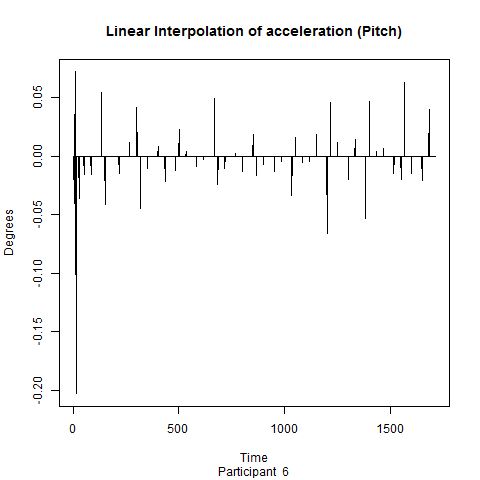 Linear Interpolation of acceleration (Pitch)
Degrees
0.05
0.00
-0.05
-0.10
-0.15
-0.20
0 500 1000 1500
Time
Participant 6